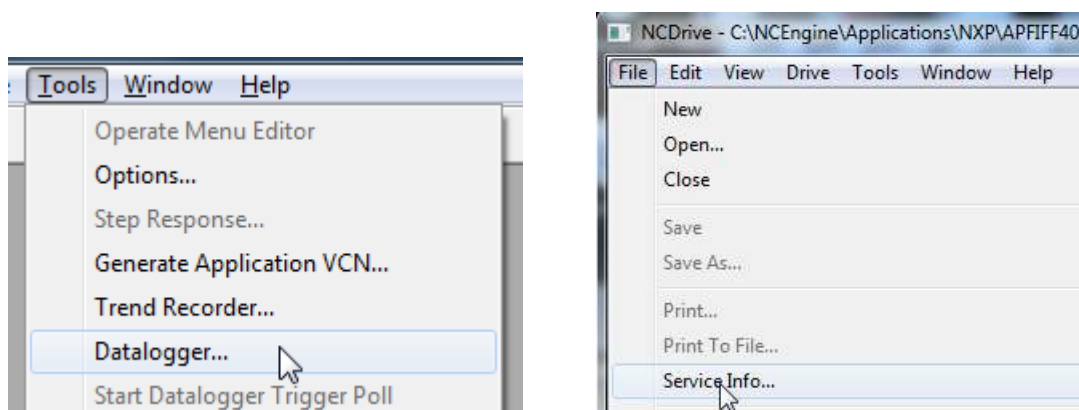 Tools Window Help
Operate Menu Editor
Options...
Step Response...
Generate Application VCN...
Trend Recorder...
Datalogger...
Start Datalogger Trigger Poll
NCDrive - C:\NCEngine\Applications\NXP\APFIFF40
File Edit View Drive Tools Window Help
New
Open...
Close
Save
Save As...
Print...
Print To File...
Service Info...